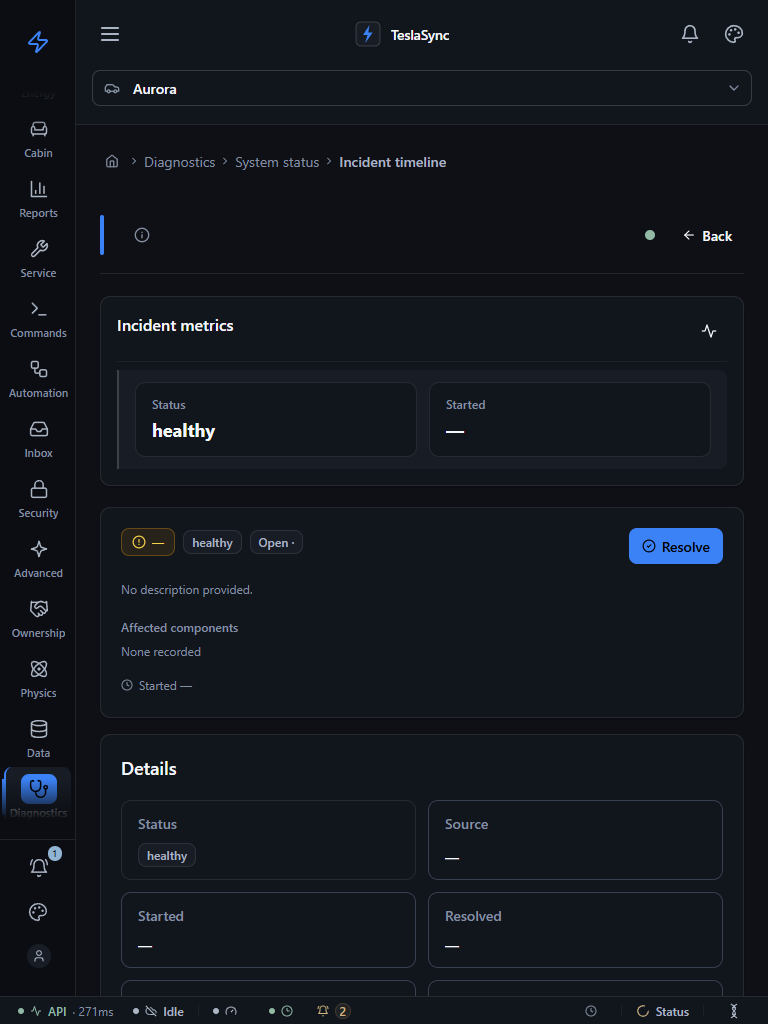 TeslaSync
Aurora
Energy
Cabin
Reports
Service
Commands
Automation
Inbox
Security
Advanced
Ownership
Physics
Data
Diagnostics
1
Diagnostics
System status
Incident timeline
Back
Incident metrics
Status
healthy
Started
—
—
healthy
Open ·
Resolve
No description provided.
Affected components
None recorded
Started —
Details
Status
healthy
Source
—
Started
—
Resolved
—
API · 271ms
Idle
2
Status